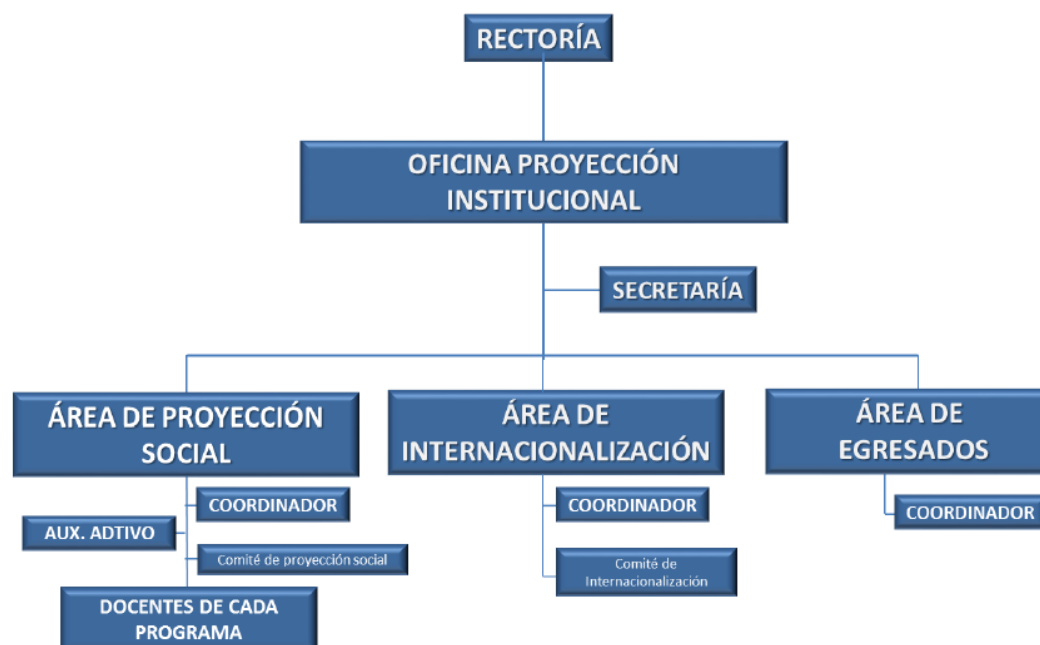 RECTORÍA
OFICINA PROYECCIÓN
INSTITUCIONAL
SECRETARÍA
ÁREA DE PROYECCIÓN
SOCIAL
COORDINADOR
AUX. ADTIVO
Comité de proyección social
DOCENTES DE CADA
PROGRAMA
ÁREA DE
INTERNACIONALIZACIÓN
COORDINADOR
Comité de
Internacionalización
ÁREA DE
EGRESADOS
COORDINADOR